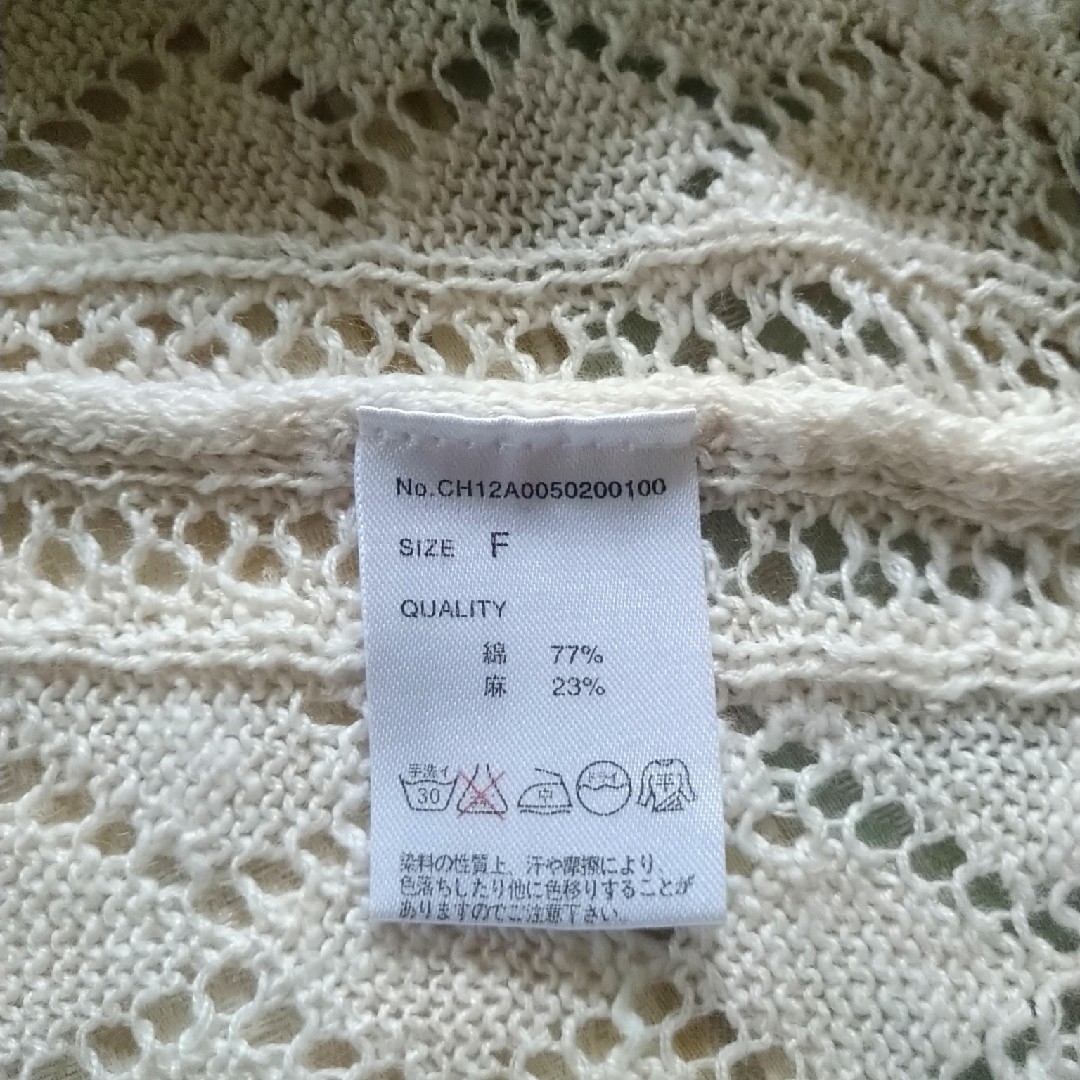 No.CH12A0050200100
SIZE F
QUALITY
綿 77%
麻 23%
手洗イ
30
中
ドライ
平
染料の性質上、汗や摩擦により、
色落ちしたり他に色移りすることが
ありますのでご注意下さい。